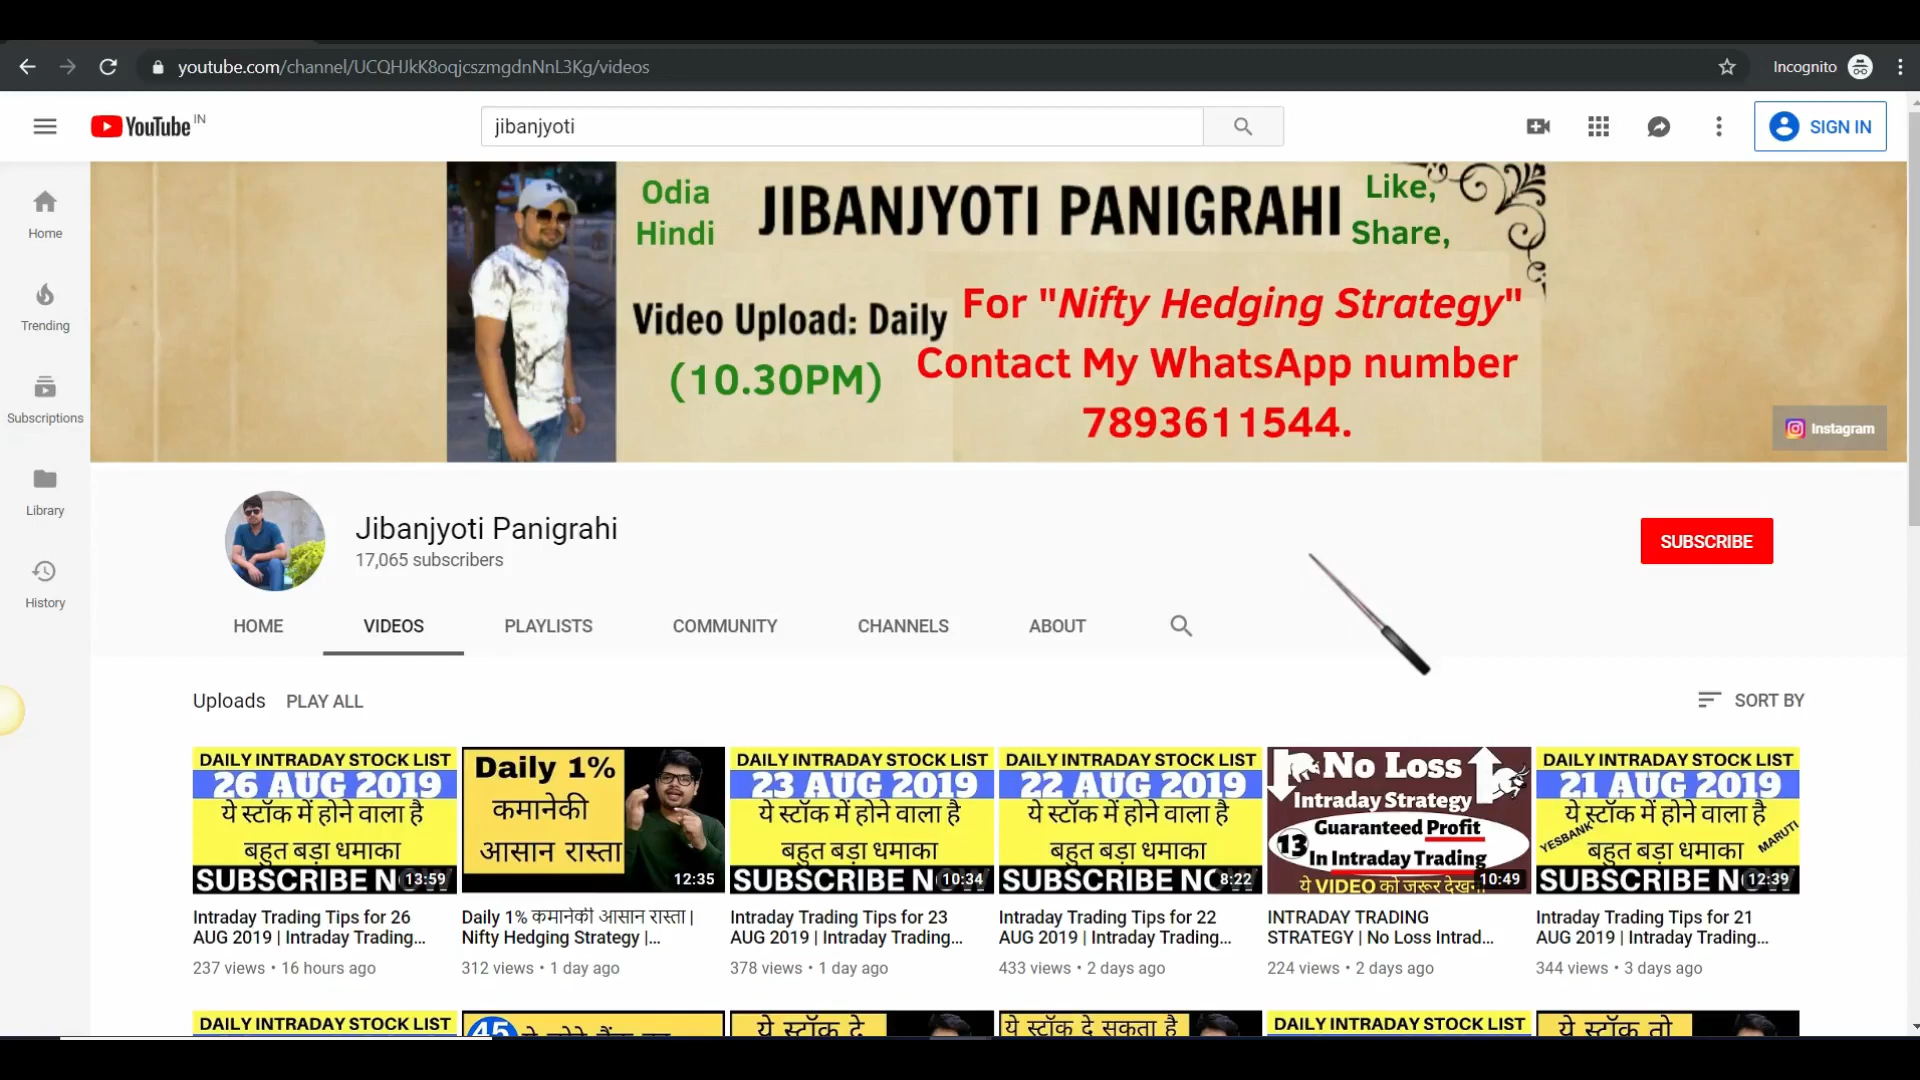 youtube.com/channel/UCQHJkK8oqjcszmgdnNnL3Kg/videos
Incognito
YouTube IN
jibanjyoti
SIGN IN
Home
Trending
Subscriptions
Library
History
Odia
Hindi
JIBANJYOTI PANIGRAHI
Like,
Share,
Video Upload: Daily
(10.30PM)
For "Nifty Hedging Strategy"
Contact My WhatsApp number
7893611544.
Instagram
Jibanjyoti Panigrahi
17,065 subscribers
SUBSCRIBE
HOME VIDEOS PLAYLISTS COMMUNITY CHANNELS ABOUT
Uploads PLAY ALL
SORT BY
DAILY INTRADAY STOCK LIST
26 AUG 2019
ये स्टॉक में होने वाला है
बहुत बड़ा धमाका
SUBSCRIBE N
13:59
Intraday Trading Tips for 26
AUG 2019 | Intraday Trading...
237 views • 16 hours ago
Daily 1%
कमानेकी
आसान रास्ता
12:35
Daily 1% कमानेकी आसान रास्ता |
Nifty Hedging Strategy |...
312 views • 1 day ago
DAILY INTRADAY STOCK LIST
23 AUG 2019
ये स्टॉक में होने वाला है
बहुत बड़ा धमाका
SUBSCRIBE N
10:34
Intraday Trading Tips for 23
AUG 2019 | Intraday Trading...
378 views • 1 day ago
DAILY INTRADAY STOCK LIST
22 AUG 2019
ये स्टॉक में होने वाला है
बहुत बड़ा धमाका
SUBSCRIBE NO
8:22
Intraday Trading Tips for 22
AUG 2019 | Intraday Trading...
433 views • 2 days ago
No Loss
Intraday Strategy
Guaranteed Profit
13
In Intraday Trading
ये VIDEO को जरूर देखना
10:49
INTRADAY TRADING
STRATEGY | No Loss Intrad...
224 views • 2 days ago
DAILY INTRADAY STOCK LIST
21 AUG 2019
ये स्टॉक में होने वाला है
YESBANK
MARUTI
बहुत बड़ा धमाका
SUBSCRIBE N
12:39
Intraday Trading Tips for 21
AUG 2019 | Intraday Trading...
344 views • 3 days ago
DAILY INTRADAY STOCK LIST
45
ये स्टॉक दे
ये स्टॉक दे सकता है
DAILY INTRADAY STOCK LIST
ये स्टॉक तो